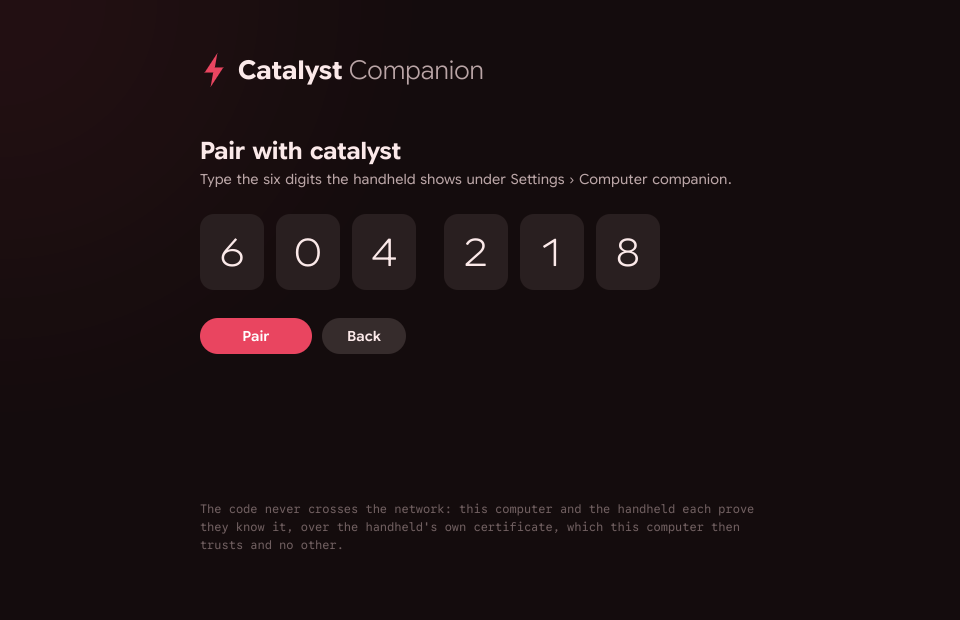 Catalyst Companion
Pair with catalyst
Type the six digits the handheld shows under Settings › Computer companion.
6 0 4 2 1 8
Pair Back
The code never crosses the network: this computer and the handheld each prove
they know it, over the handheld's own certificate, which this computer then
trusts and no other.